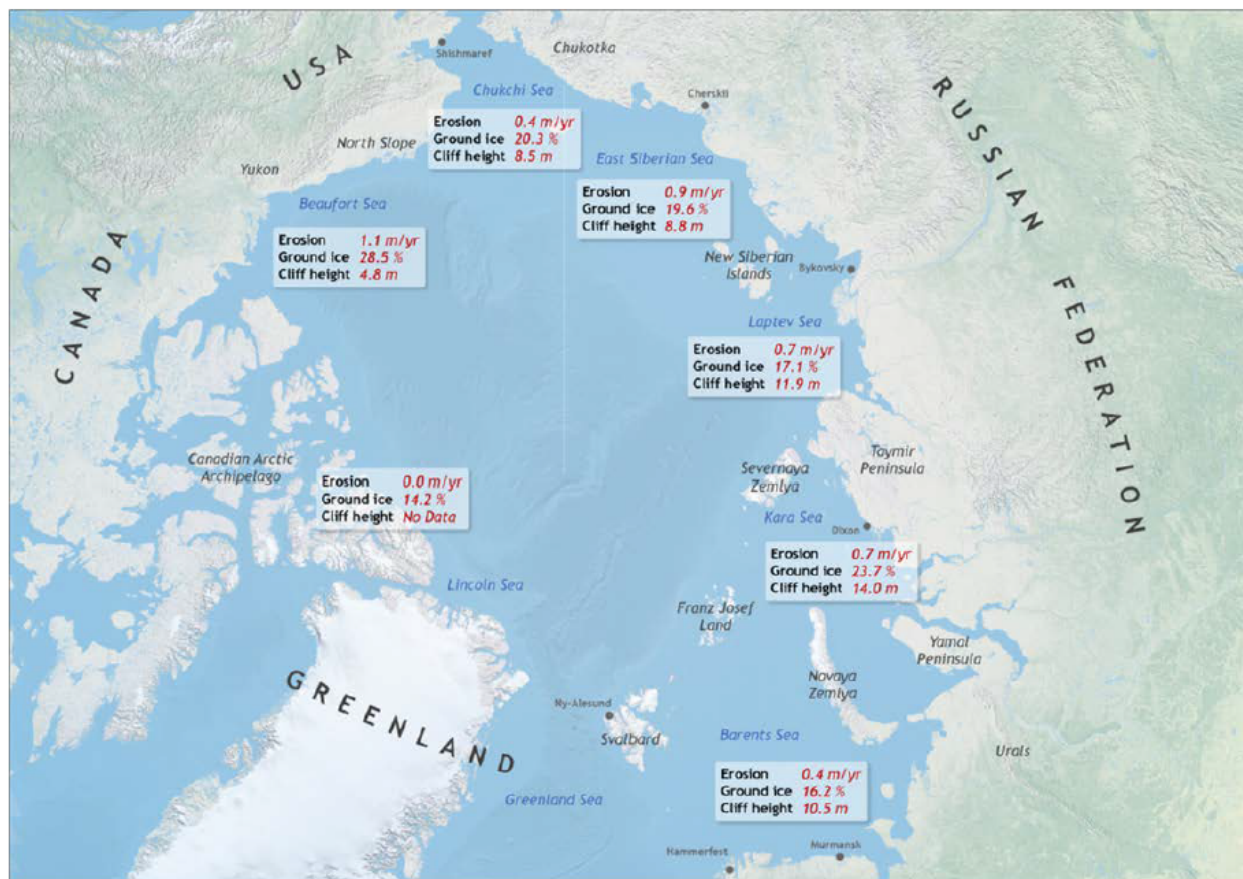 Shishmaref
Chukotka
USA
Chukchi Sea
Cherskii
Erosion 0.4 m/yr
Ground ice 20.3 %
Cliff height 8.5 m
North Slope
Yukon
East Siberian Sea
Erosion 0.9 m/yr
Ground ice 19.6 %
Cliff height 8.8 m
RUSSIAN FEDERATION
Beaufort Sea
Erosion 1.1 m/yr
Ground ice 28.5 %
Cliff height 4.8 m
CANADA
New Siberian
Islands
Bykovsky
Laptev Sea
Erosion 0.7 m/yr
Ground ice 17.1 %
Cliff height 11.9 m
Canadian Arctic
Archipelago
Erosion 0.0 m/yr
Ground ice 14.2 %
Cliff height No Data
Taymir
Peninsula
Severnaya
Zemlya
Kara Sea
Dixon
Erosion 0.7 m/yr
Ground ice 23.7 %
Cliff height 14.0 m
Lincoln Sea
Franz Josef
Land
Yamal
Peninsula
Novaya
Zemlya
GREENLAND
Ny-Alesund
Svalbard
Barents Sea
Urals
Erosion 0.4 m/yr
Ground ice 16.2 %
Cliff height 10.5 m
Greenland Sea
Hammerfest
Murmansk